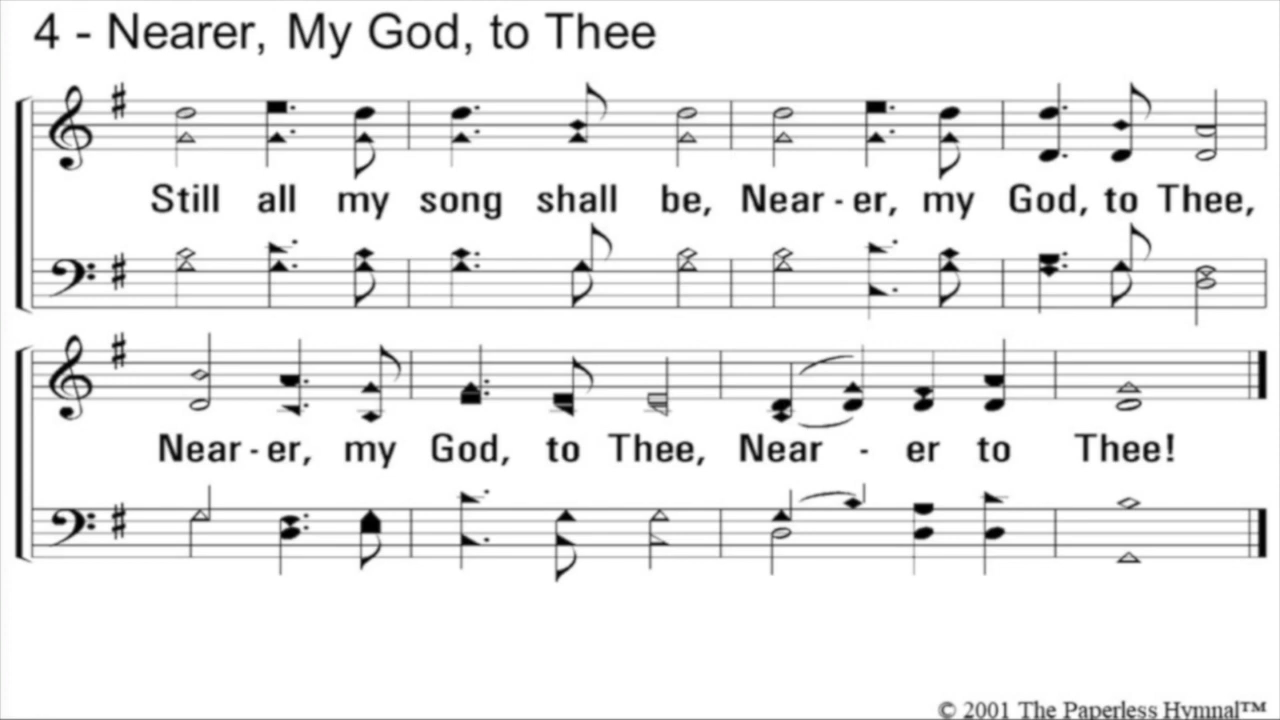 4 - Nearer, My God, to Thee
Still all my song shall be, Near - er, my God, to Thee,
Near - er, my God, to Thee, Near - er to Thee!
© 2001 The Paperless Hymnal™